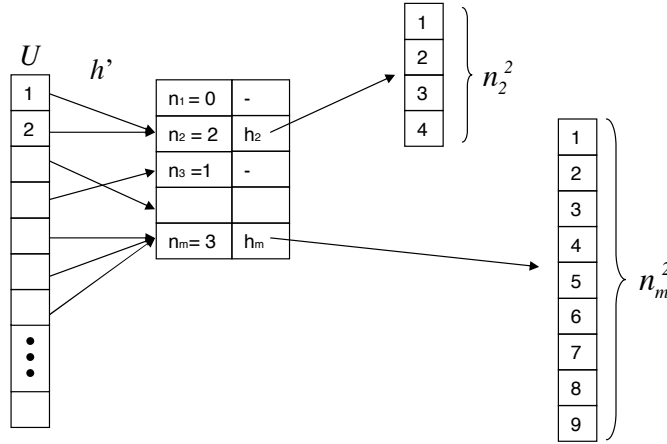 U
h'
1
2
n₁ = 0 -
n₂ = 2 h₂
n₃ =1 -
nₘ = 3 hₘ
1
2
3
4
n₂²
1
2
3
4
5
6
7
8
9
nₘ²